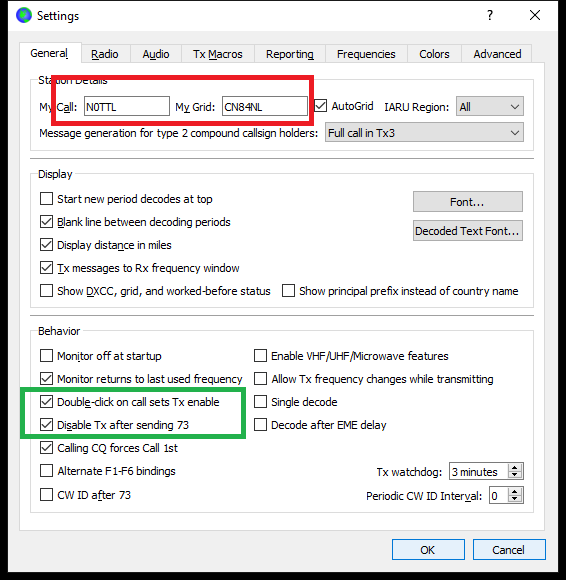 Settings
General Radio Audio Tx Macros Reporting Frequencies Colors Advanced
Station Details
My Call: N0TTL My Grid: CN84NL AutoGrid IARU Region: All
Message generation for type 2 compound callsign holders: Full call in Tx3
Display
Start new period decodes at top Font...
Blank line between decoding periods Decoded Text Font...
Display distance in miles
Tx messages to Rx frequency window
Show DXCC, grid, and worked-before status Show principal prefix instead of country name
Behavior
Monitor off at startup Enable VHF/UHF/Microwave features
Monitor returns to last used frequency Allow Tx frequency changes while transmitting
Double-click on call sets Tx enable Single decode
Disable Tx after sending 73 Decode after EME delay
Calling CQ forces Call 1st
Alternate F1-F6 bindings Tx watchdog: 3 minutes
CW ID after 73 Periodic CW ID Interval: 0
OK Cancel